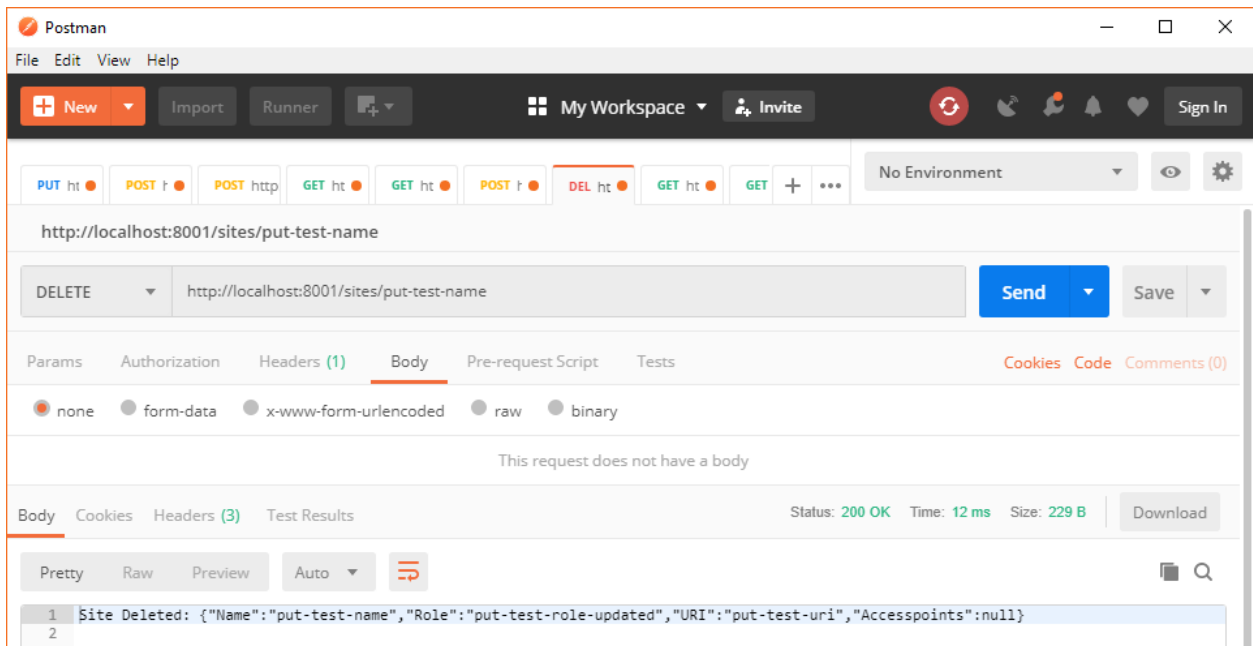 Postman
File Edit View Help
New Import Runner My Workspace Invite Sign In
PUT ht POST h POST http GET ht GET ht POST h DEL ht GET ht GET No Environment
http://localhost:8001/sites/put-test-name
DELETE http://localhost:8001/sites/put-test-name Send Save
Params Authorization Headers (1) Body Pre-request Script Tests Cookies Code Comments (0)
none form-data x-www-form-urlencoded raw binary
This request does not have a body
Body Cookies Headers (3) Test Results Status: 200 OK Time: 12 ms Size: 229 B Download
Pretty Raw Preview Auto
1 Site Deleted: {"Name":"put-test-name","Role":"put-test-role-updated","URI":"put-test-uri","Accesspoints":null}
2